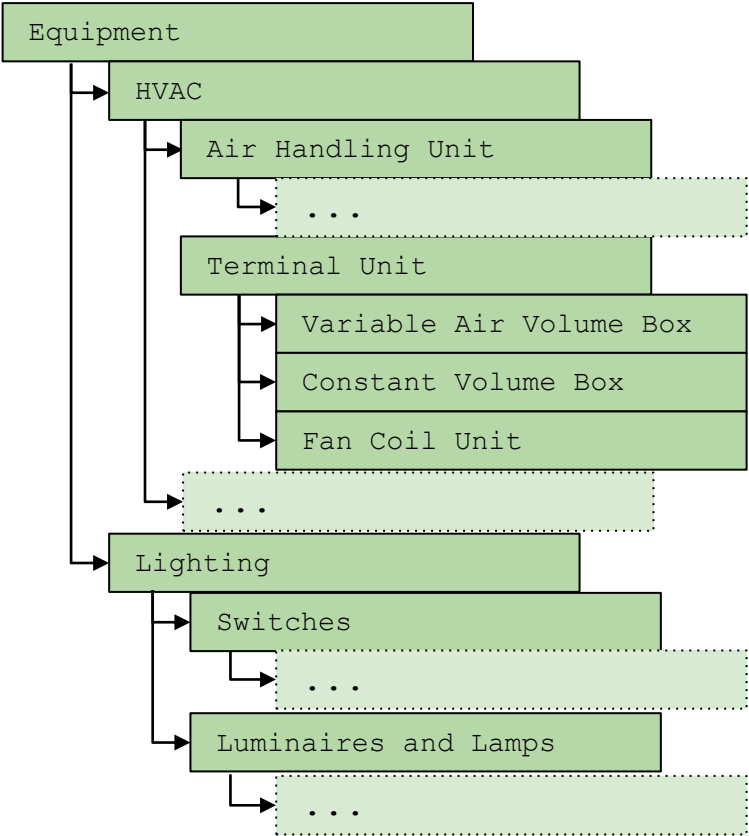 Equipment
HVAC
Air Handling Unit
...
Terminal Unit
Variable Air Volume Box
Constant Volume Box
Fan Coil Unit
...
Lighting
Switches
...
Luminaires and Lamps
...